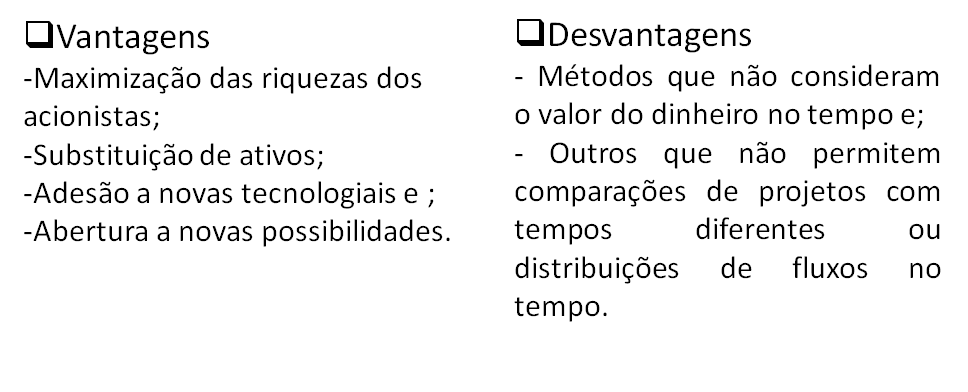 ❑Vantagens
-Maximização das riquezas dos
acionistas;
-Substituição de ativos;
-Adesão a novas tecnologiais e ;
-Abertura a novas possibilidades.
❑Desvantagens
- Métodos que não consideram
o valor do dinheiro no tempo e;
- Outros que não permitem
comparações de projetos com
tempos diferentes ou
distribuições de fluxos no
tempo.